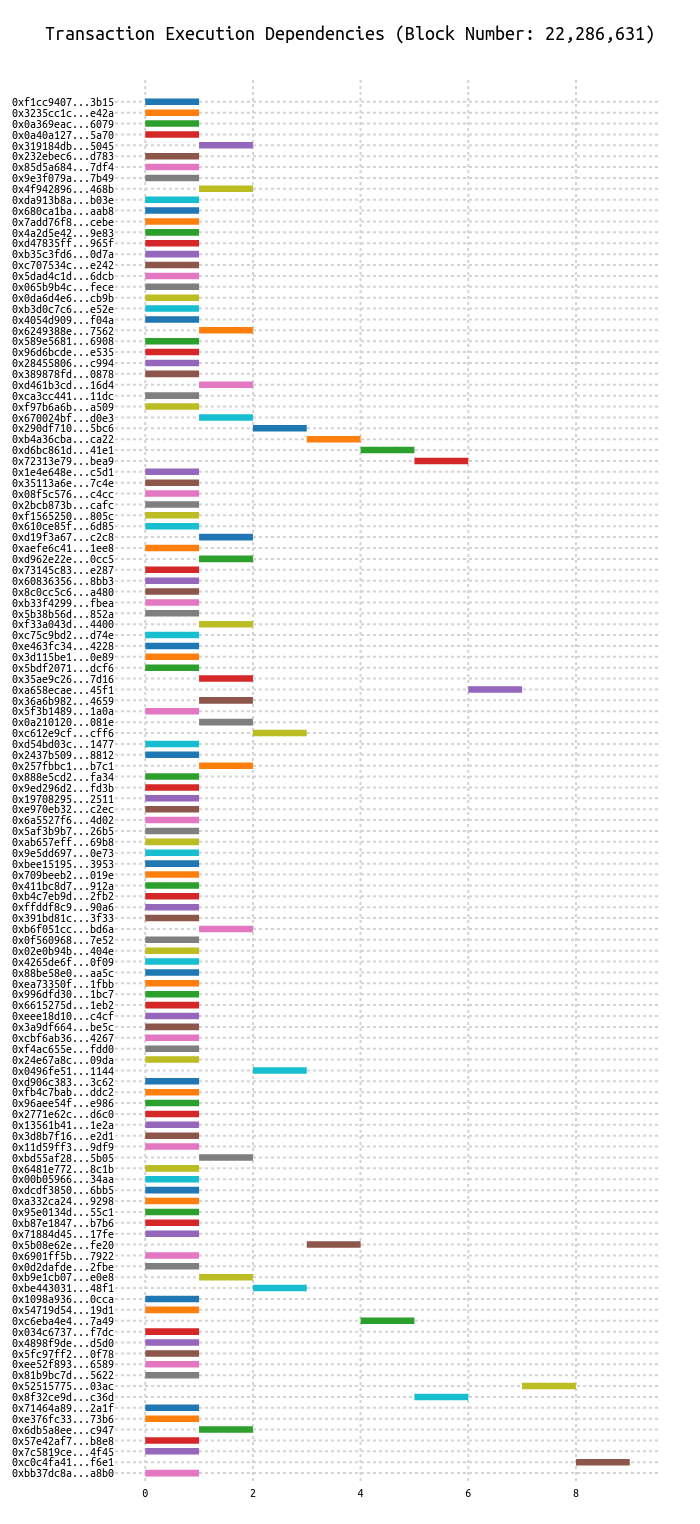 Transaction Execution Dependencies (Block Number: 22,286,631)
0xf1cc9407...3b15
0x3235cc1c...e42a
0x0a369eac...6079
0x0a40a127...5a70
0x319184db...5045
0x232ebec6...d783
0x85d5a684...7df4
0x9e3f079a...7b49
0x4f942896...468b
0xda913b8a...b03e
0x680ca1ba...aab8
0x7add76f8...cebe
0x4a2d5e42...9e83
0xd47835ff...965f
0xb35c3fd6...0d7a
0xc707534c...e242
0x5dad4c1d...6dcb
0x065b9b4c...fece
0x0da6d4e6...cb9b
0xb3d0c7c6...e52e
0x4054d909...f04a
0x6249388e...7562
0x589e5681...6908
0x96d6bcde...e535
0x28455806...c994
0x389878fd...0878
0xd461b3cd...16d4
0xca3cc441...11dc
0xf97b6a6b...a509
0x670024bf...d0e3
0x290df710...5bc6
0xb4a36cba...ca22
0xd6bc861d...41e1
0x72313e79...bea9
0x1e4e648e...c5d1
0x35113a6e...7c4e
0x08f5c576...c4cc
0x2bcb873b...cafc
0xf1565250...805c
0x610ce85f...6d85
0xd19f3a67...c2c8
0xaefe6c41...1ee8
0xd962e22e...0cc5
0x73145c83...e287
0x60836356...8bb3
0x8c0cc5c6...a480
0xb33f4299...fbea
0x5b38b56d...852a
0xf33a043d...4400
0xc75c9bd2...d74e
0xe463fc34...4228
0x3d115be1...0e89
0x5bdf2071...dcf6
0x35ae9c26...7d16
0xa658ecae...45f1
0x36a6b982...4659
0x5f3b1489...1a0a
0x0a210120...081e
0xc612e9cf...cff6
0xd54bd03c...1477
0x2437b509...8812
0x257fbbc1...b7c1
0x888e5cd2...fa34
0x9ed296d2...fd3b
0x19708295...2511
0xe970eb32...c2ec
0x6a5527f6...4d02
0x5af3b9b7...26b5
0xab657eff...69b8
0x9e5dd697...0e73
0xbee15195...3953
0x709beeb2...019e
0x411bc8d7...912a
0xb4c7eb9d...2fb2
0xffddf8c9...90a6
0x391bd81c...3f33
0xb6f051cc...bd6a
0x0f560968...7e52
0x02e0b94b...404e
0x4265de6f...0f09
0x88be58e0...aa5c
0xea73350f...1fbb
0x996dfd30...1bc7
0x6615275d...1eb2
0xeee18d10...c4cf
0x3a9df664...be5c
0xcbf6ab36...4267
0xf4ac655e...fdd0
0x24e67a8c...09da
0x0496fe51...1144
0xd906c383...3c62
0xfb4c7bab...ddc2
0x96aee54f...e986
0x2771e62c...d6c0
0x13561b41...1e2a
0x3d8b7f16...e2d1
0x11d59ff3...9df9
0xbd55af28...5b05
0x6481e772...8c1b
0x00b05966...34aa
0xdcdf3850...6bb5
0xa332ca24...9298
0x95e0134d...55c1
0xb87e1847...b7b6
0x71884d45...17fe
0x5b08e62e...fe20
0x6901ff5b...7922
0x0d2dafde...2fbe
0xb9e1cb07...e0e8
0xbe443031...48f1
0x1098a936...0cca
0x54719d54...19d1
0xc6eba4e4...7a49
0x034c6737...f7dc
0x4898f9de...d5d0
0x5fc97ff2...0f78
0xee52f893...6589
0x81b9bc7d...5622
0x52515775...03ac
0x8f32ce9d...c36d
0x71464a89...2a1f
0xe376fc33...73b6
0x6db5a8ee...c947
0x57e42af7...b8e8
0x7c5819ce...4f45
0xc0c4fa41...f6e1
0xbb37dc8a...a8b0
0 2 4 6 8